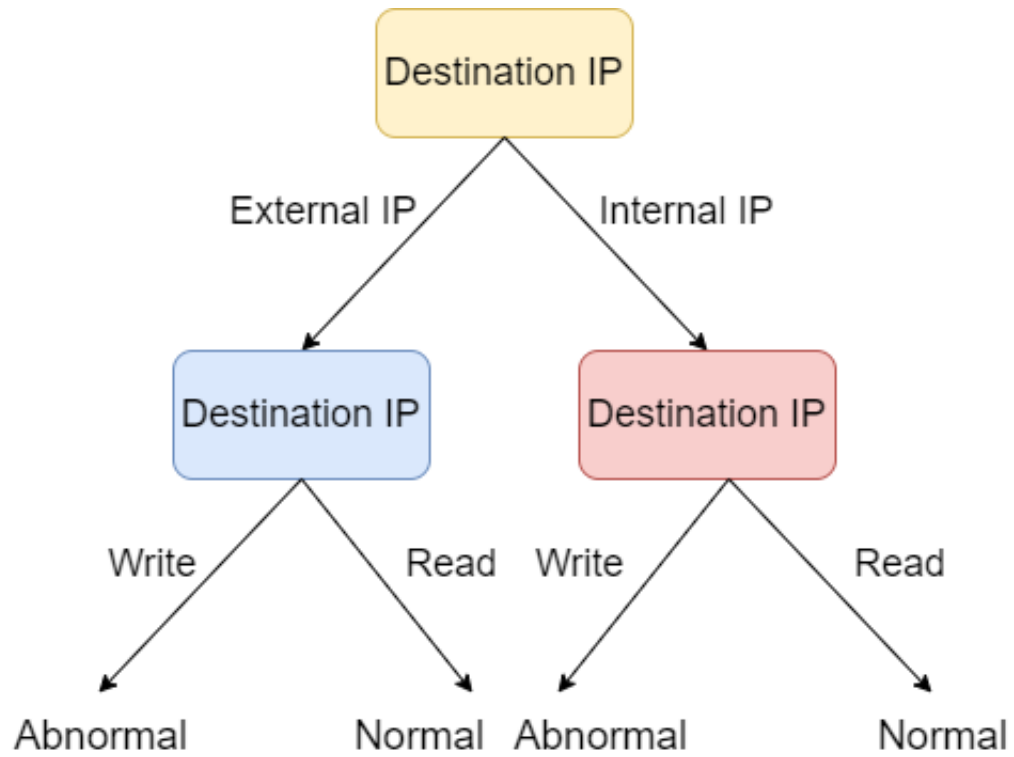 Destination IP
External IP
Internal IP
Destination IP
Destination IP
Write
Read
Write
Read
Abnormal
Normal
Abnormal
Normal